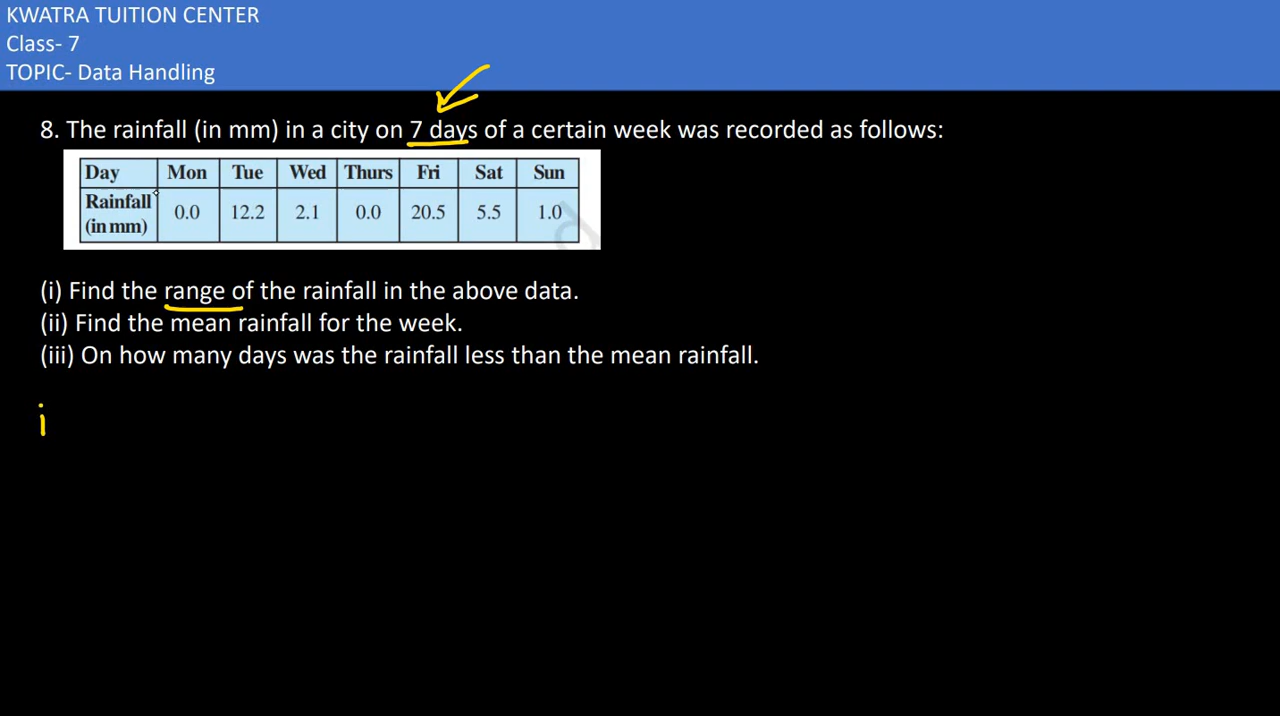 KWATRA TUITION CENTER
Class- 7
TOPIC- Data Handling
8. The rainfall (in mm) in a city on 7 days of a certain week was recorded as follows:
Day Mon Tue Wed Thurs Fri Sat Sun
Rainfall (in mm) 0.0 12.2 2.1 0.0 20.5 5.5 1.0
(i) Find the range of the rainfall in the above data.
(ii) Find the mean rainfall for the week.
(iii) On how many days was the rainfall less than the mean rainfall.
i